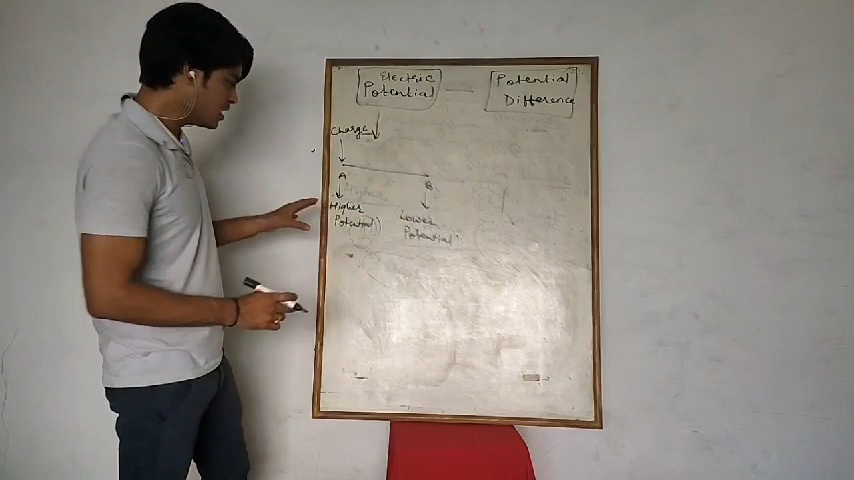 Electric
Potential
Potential
Difference
Charge
A
B
Higher
Potential
Lower
Potential